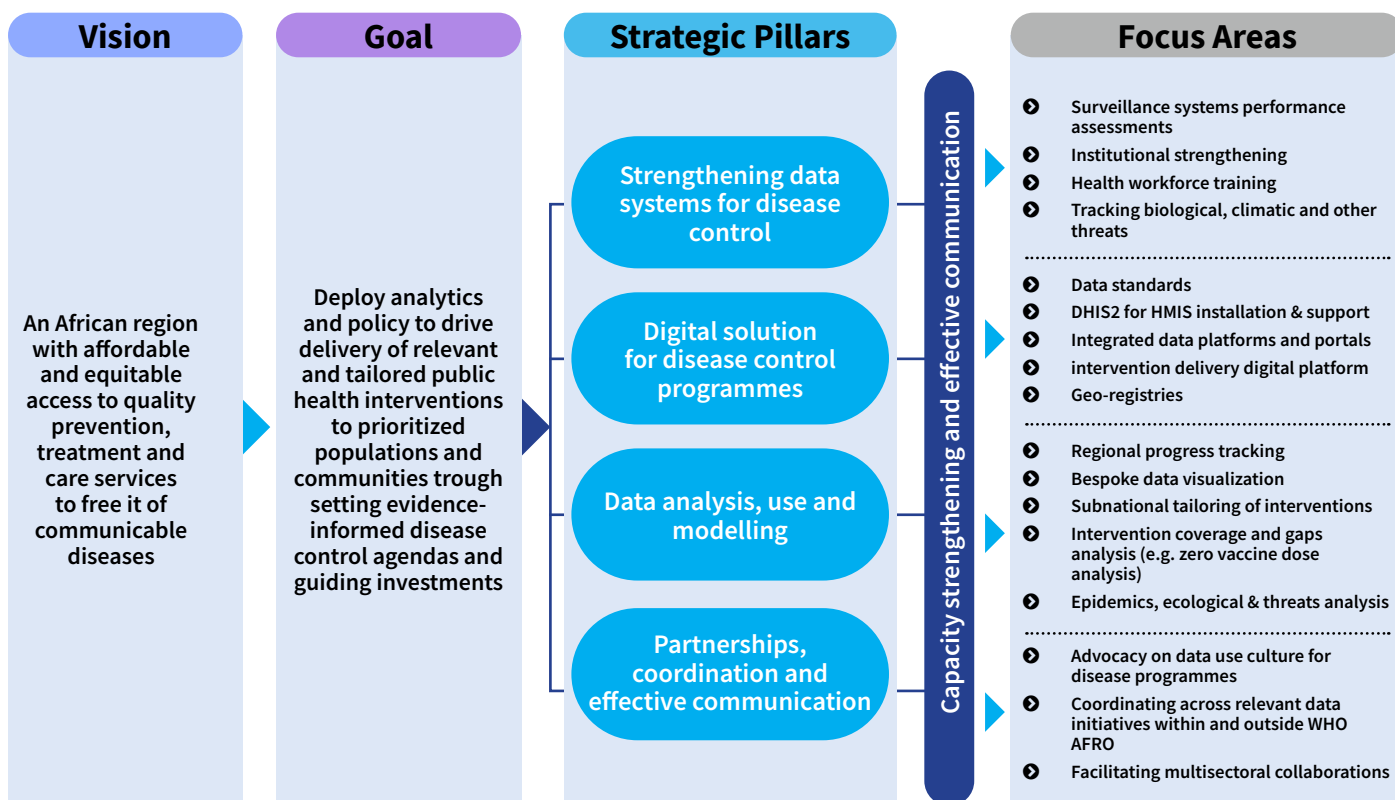 Vision
An African region
with affordable
and equitable
access to quality
prevention,
treatment and
care services
to free it of
communicable
diseases
Goal
Deploy analytics
and policy to drive
delivery of relevant
and tailored public
health interventions
to prioritized
populations and
communities trough
setting evidence-
informed disease
control agendas and
guiding investments
Strategic Pillars
Strengthening data
systems for disease
control
Digital solution
for disease control
programmes
Data analysis, use and
modelling
Partnerships,
coordination and
effective communication
Capacity strengthening and effective communication
Focus Areas
Surveillance systems performance
assessments
Institutional strengthening
Health workforce training
Tracking biological, climatic and other
threats
Data standards
DHIS2 for HMIS installation & support
Integrated data platforms and portals
intervention delivery digital platform
Geo-registries
Regional progress tracking
Bespoke data visualization
Subnational tailoring of interventions
Intervention coverage and gaps
analysis (e.g. zero vaccine dose
analysis)
Epidemics, ecological & threats analysis
Advocacy on data use culture for
disease programmes
Coordinating across relevant data
initiatives within and outside WHO
AFRO
Facilitating multisectoral collaborations